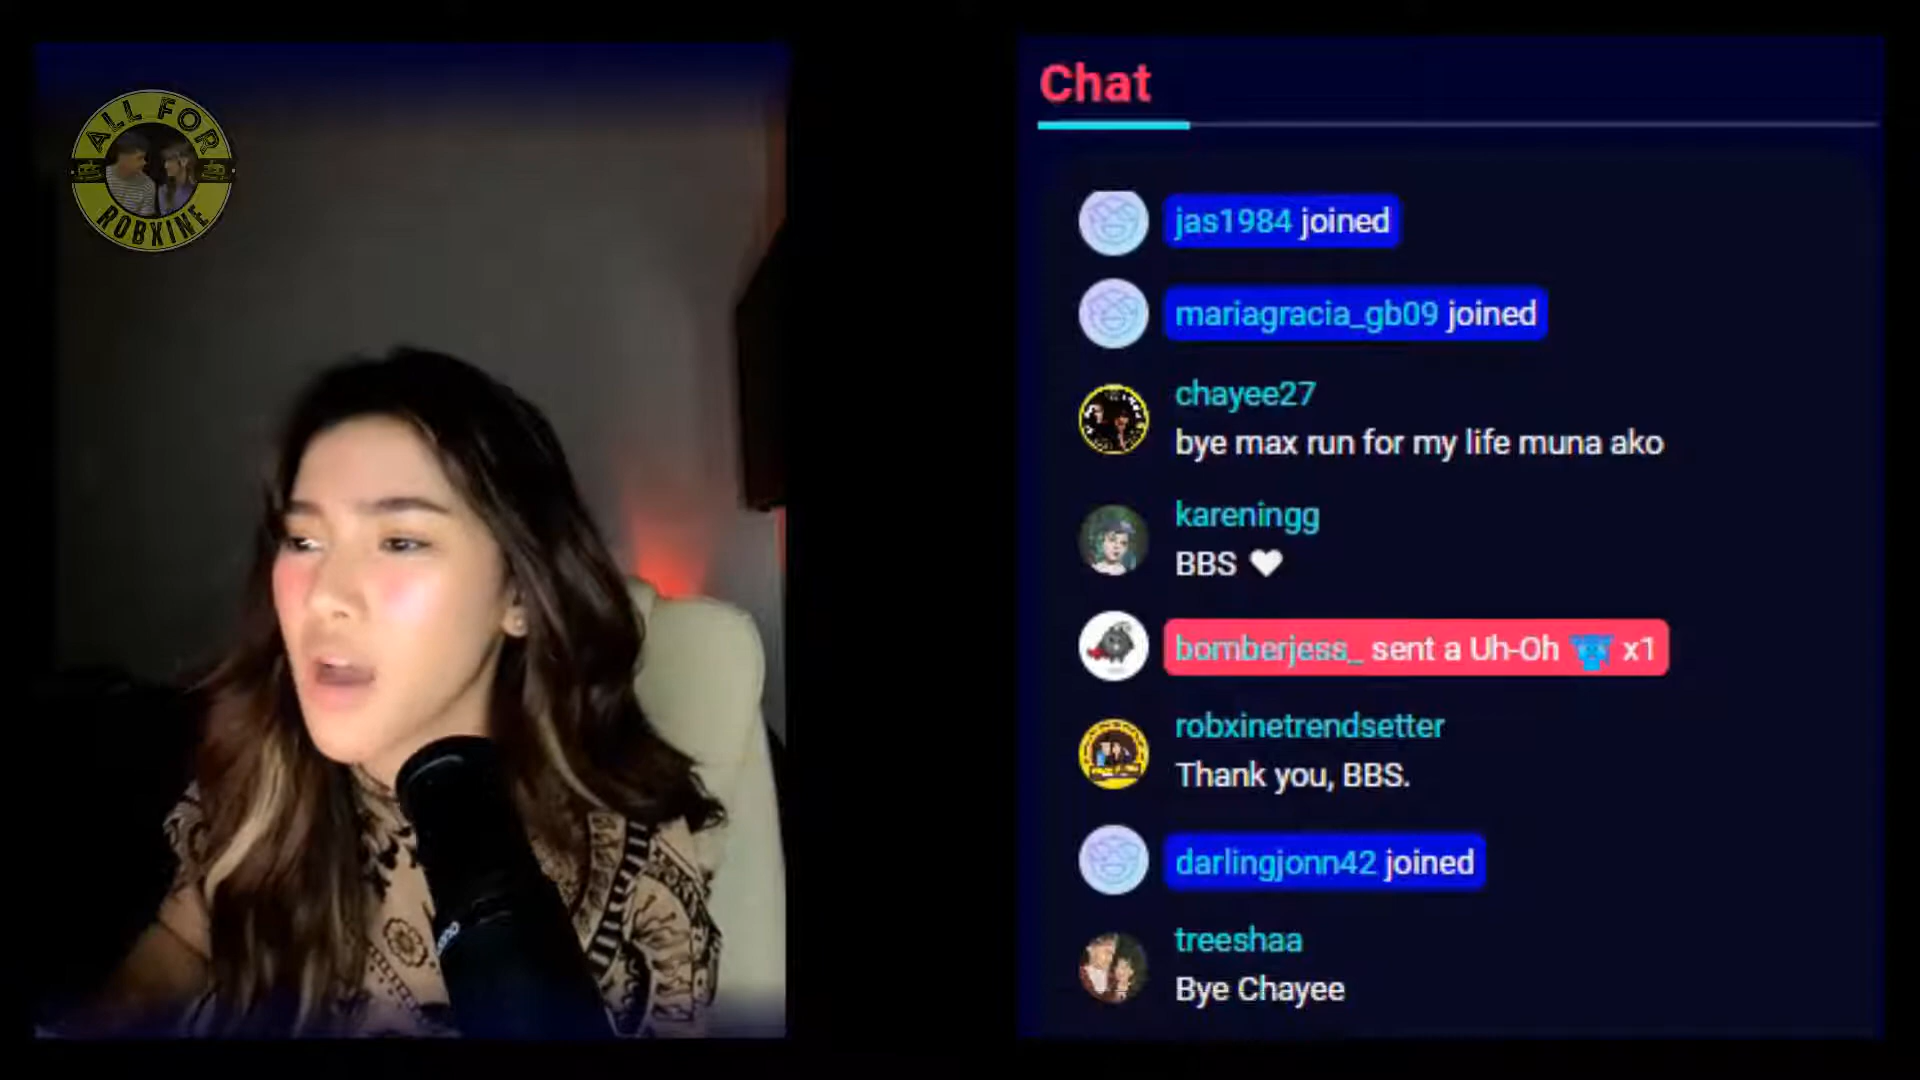 ALL FOR
ROBXINE
Chat
jas1984 joined
mariagracia_gb09 joined
chayee27
bye max run for my life muna ako
kareningg
BBS 🤍
bomberjess_ sent a Uh-Oh x1
robxinetrendsetter
Thank you, BBS.
darlingjonn42 joined
treeshaa
Bye Chayee